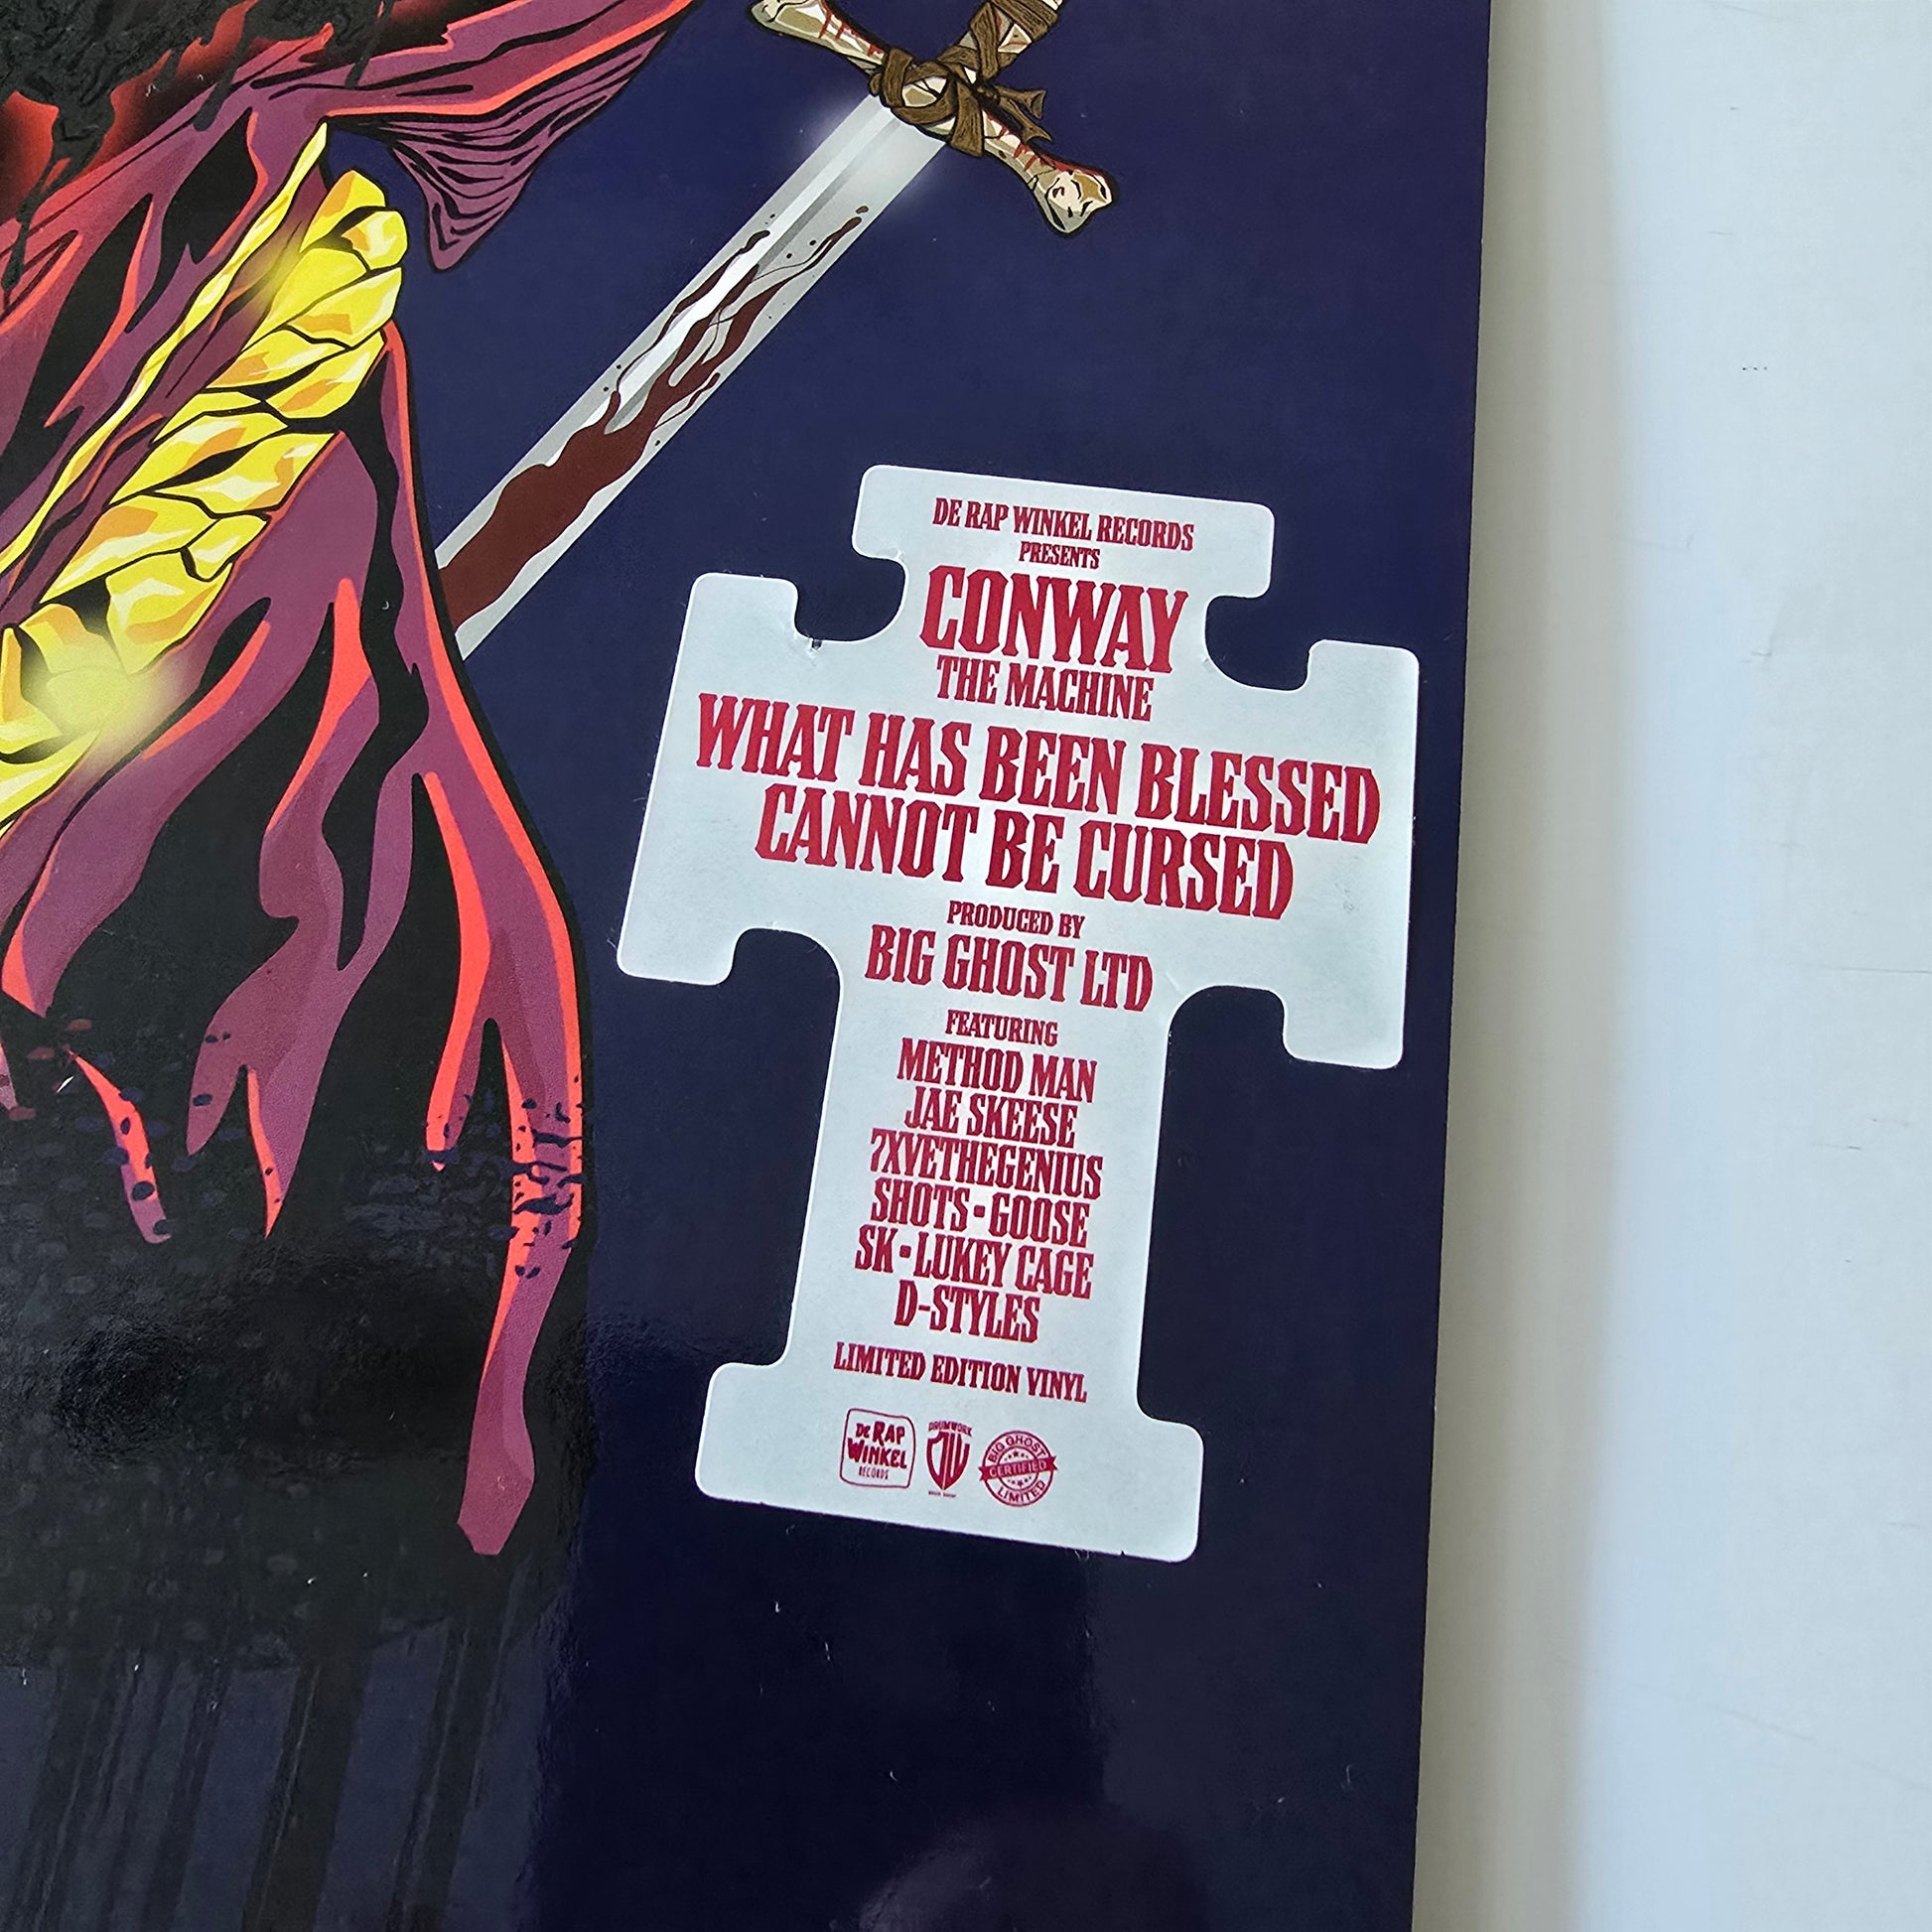 DE RAP WINKEL RECORDS
PRESENTS
CONWAY
THE MACHINE
WHAT HAS BEEN BLESSED
CANNOT BE CURSED
PRODUCED BY
BIG GHOST LTD
FEATURING
METHOD MAN
JAE SKEESE
7XVETHEGENIUS
SHOTS • GOOSE
SK • LUKEY CAGE
D-STYLES
LIMITED EDITION VINYL
DE RAP
WINKEL
RECORDS
DRUMWORK
BIG GHOST
CERTIFIED
LIMITED